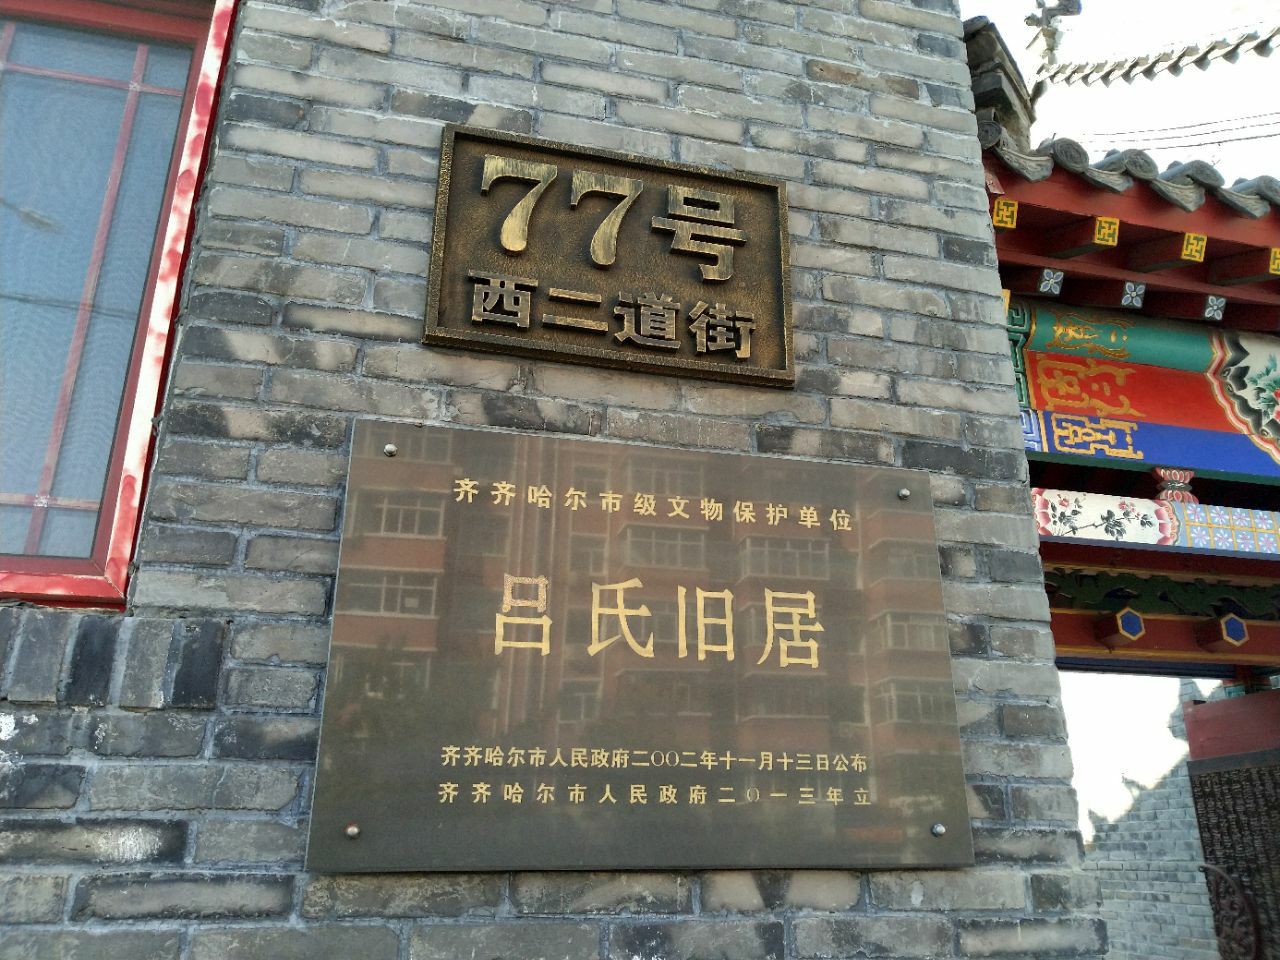 77号
西二道街
齐齐哈尔市级文物保护单位
吕氏旧居
齐齐哈尔市人民政府二〇〇二年十一月十三日公布
齐齐哈尔市人民政府二〇一三年立